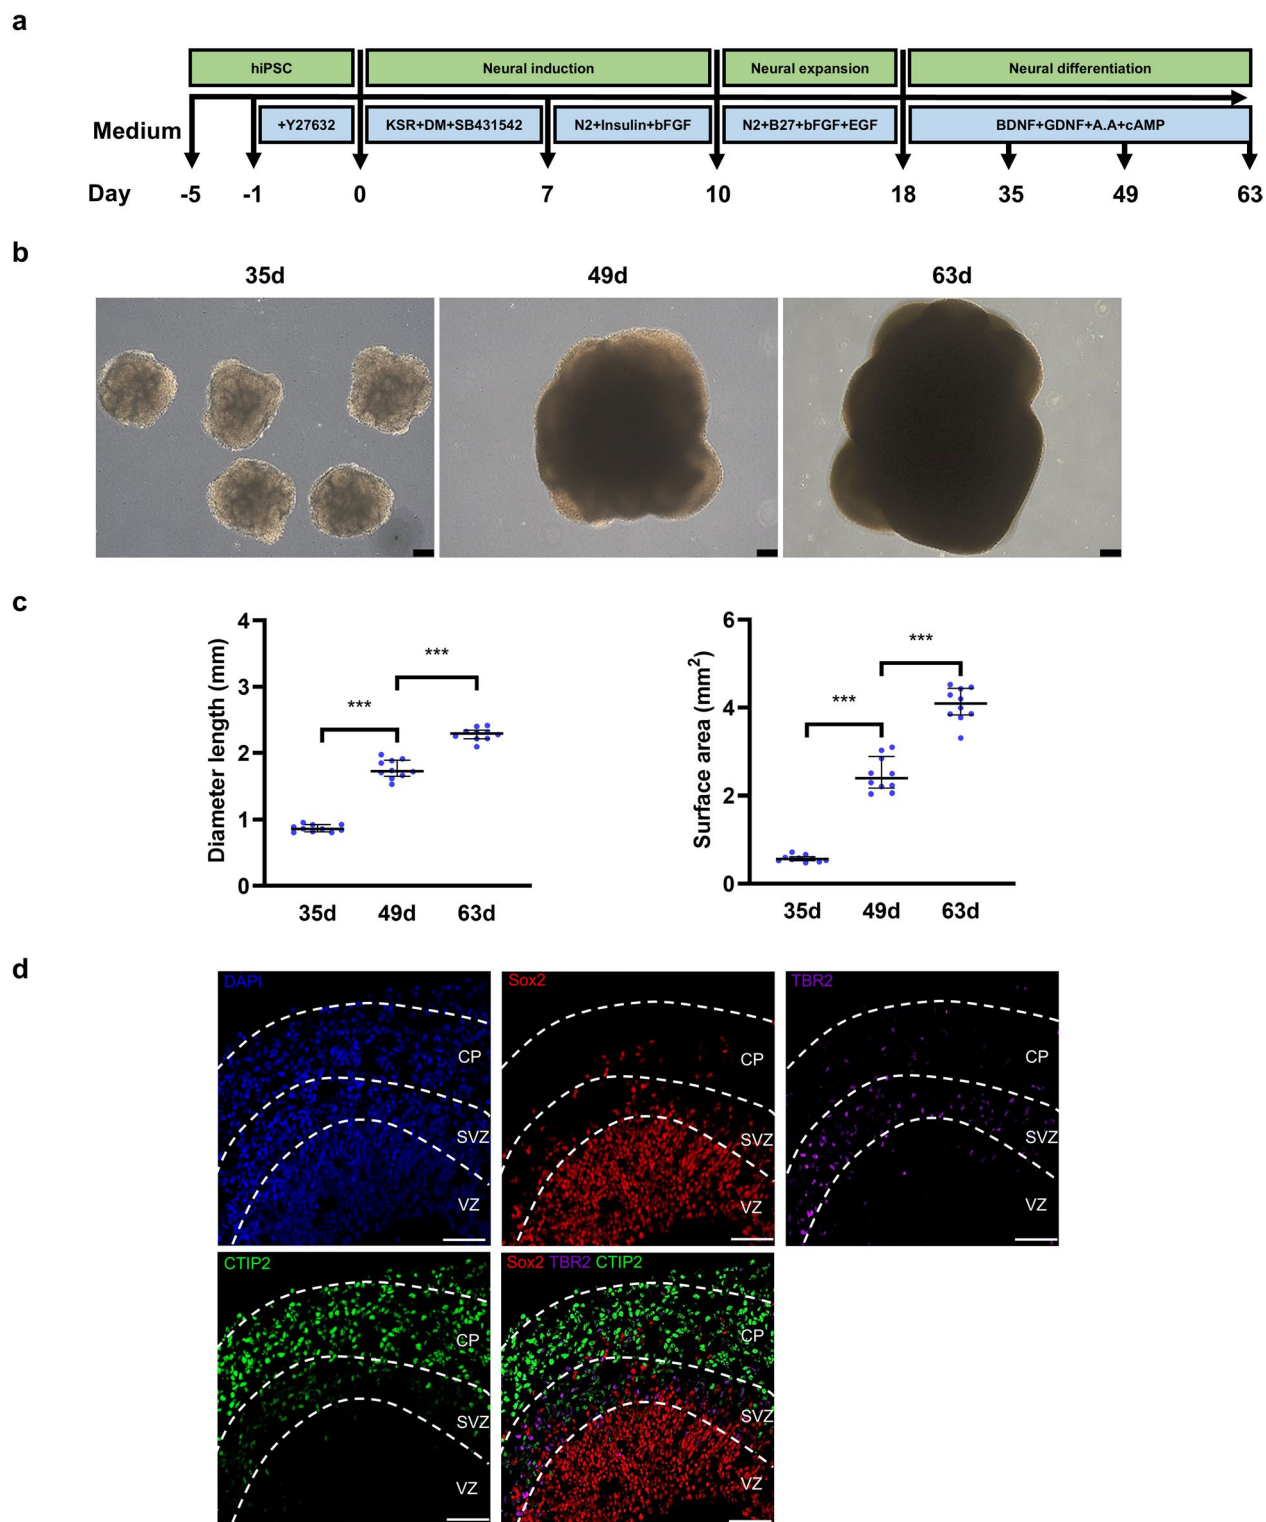 a
hiPSC Neural induction Neural expansion Neural differentiation
Medium +Y27632 KSR+DM+SB431542 N2+Insulin+bFGF N2+B27+bFGF+EGF BDNF+GDNF+A.A+cAMP
Day -5 -1 0 7 10 18 35 49 63
b
35d 49d 63d
c
Diameter length (mm)
4
3
2
1
0
*** ***
35d 49d 63d
Surface area (mm²)
6
4
2
0
*** ***
35d 49d 63d
d
DAPI
CP
SVZ
VZ
Sox2
CP
SVZ
VZ
TBR2
CP
SVZ
VZ
CTIP2
CP
SVZ
VZ
Sox2 TBR2 CTIP2
CP
SVZ
VZ